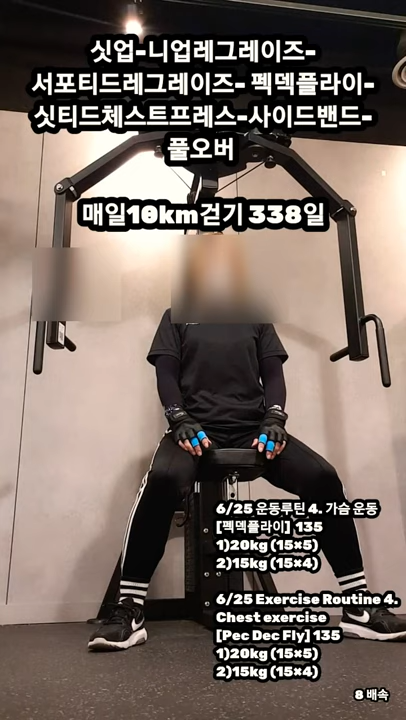 싯업-니업레그레이즈-
서포티드레그레이즈- 펙덱플라이-
싯티드체스트프레스-사이드밴드-
풀오버
매일10km걷기 338일
6/25 운동루틴 4. 가슴 운동
[펙덱플라이] 135
1)20kg (15×5)
2)15kg (15×4)
6/25 Exercise Routine 4.
Chest exercise
[Pec Dec Fly] 135
1)20kg (15×5)
2)15kg (15×4)
8 배속